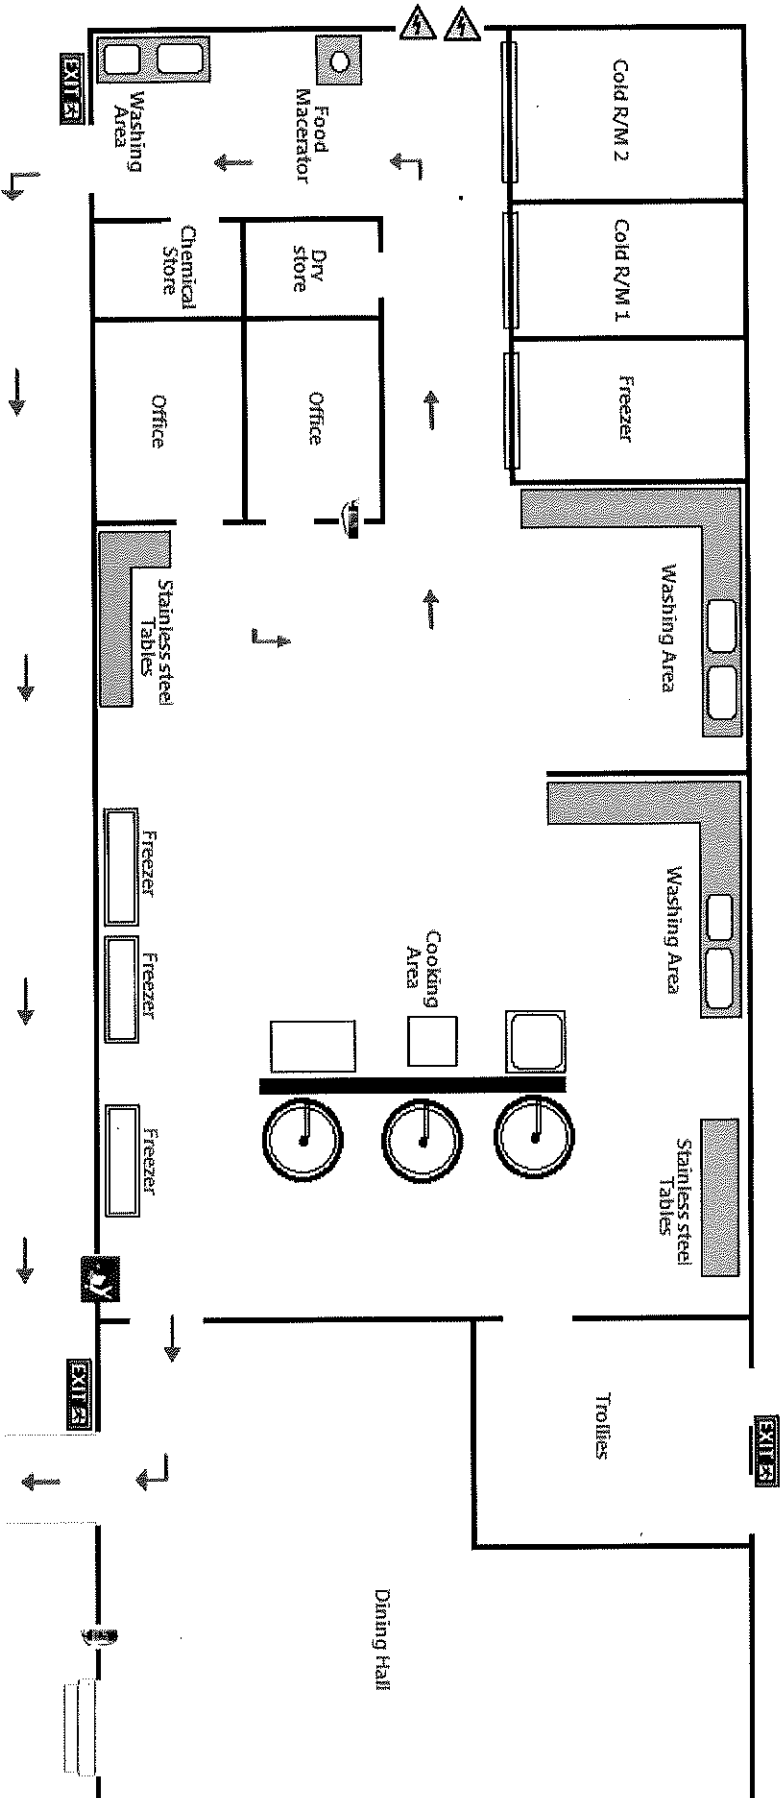 EXIT
Cold R/M 2
Cold R/M 1
Freezer
Washing Area
Washing Area
Stainless steel
Tables
Trollies
Cooking
Area
Dining Hall
Food
Macerator
Dry
store
Office
Washing
Area
Chemical
Store
Office
Stainless steel
Tables
Freezer
Freezer
Freezer
EXIT
EXIT